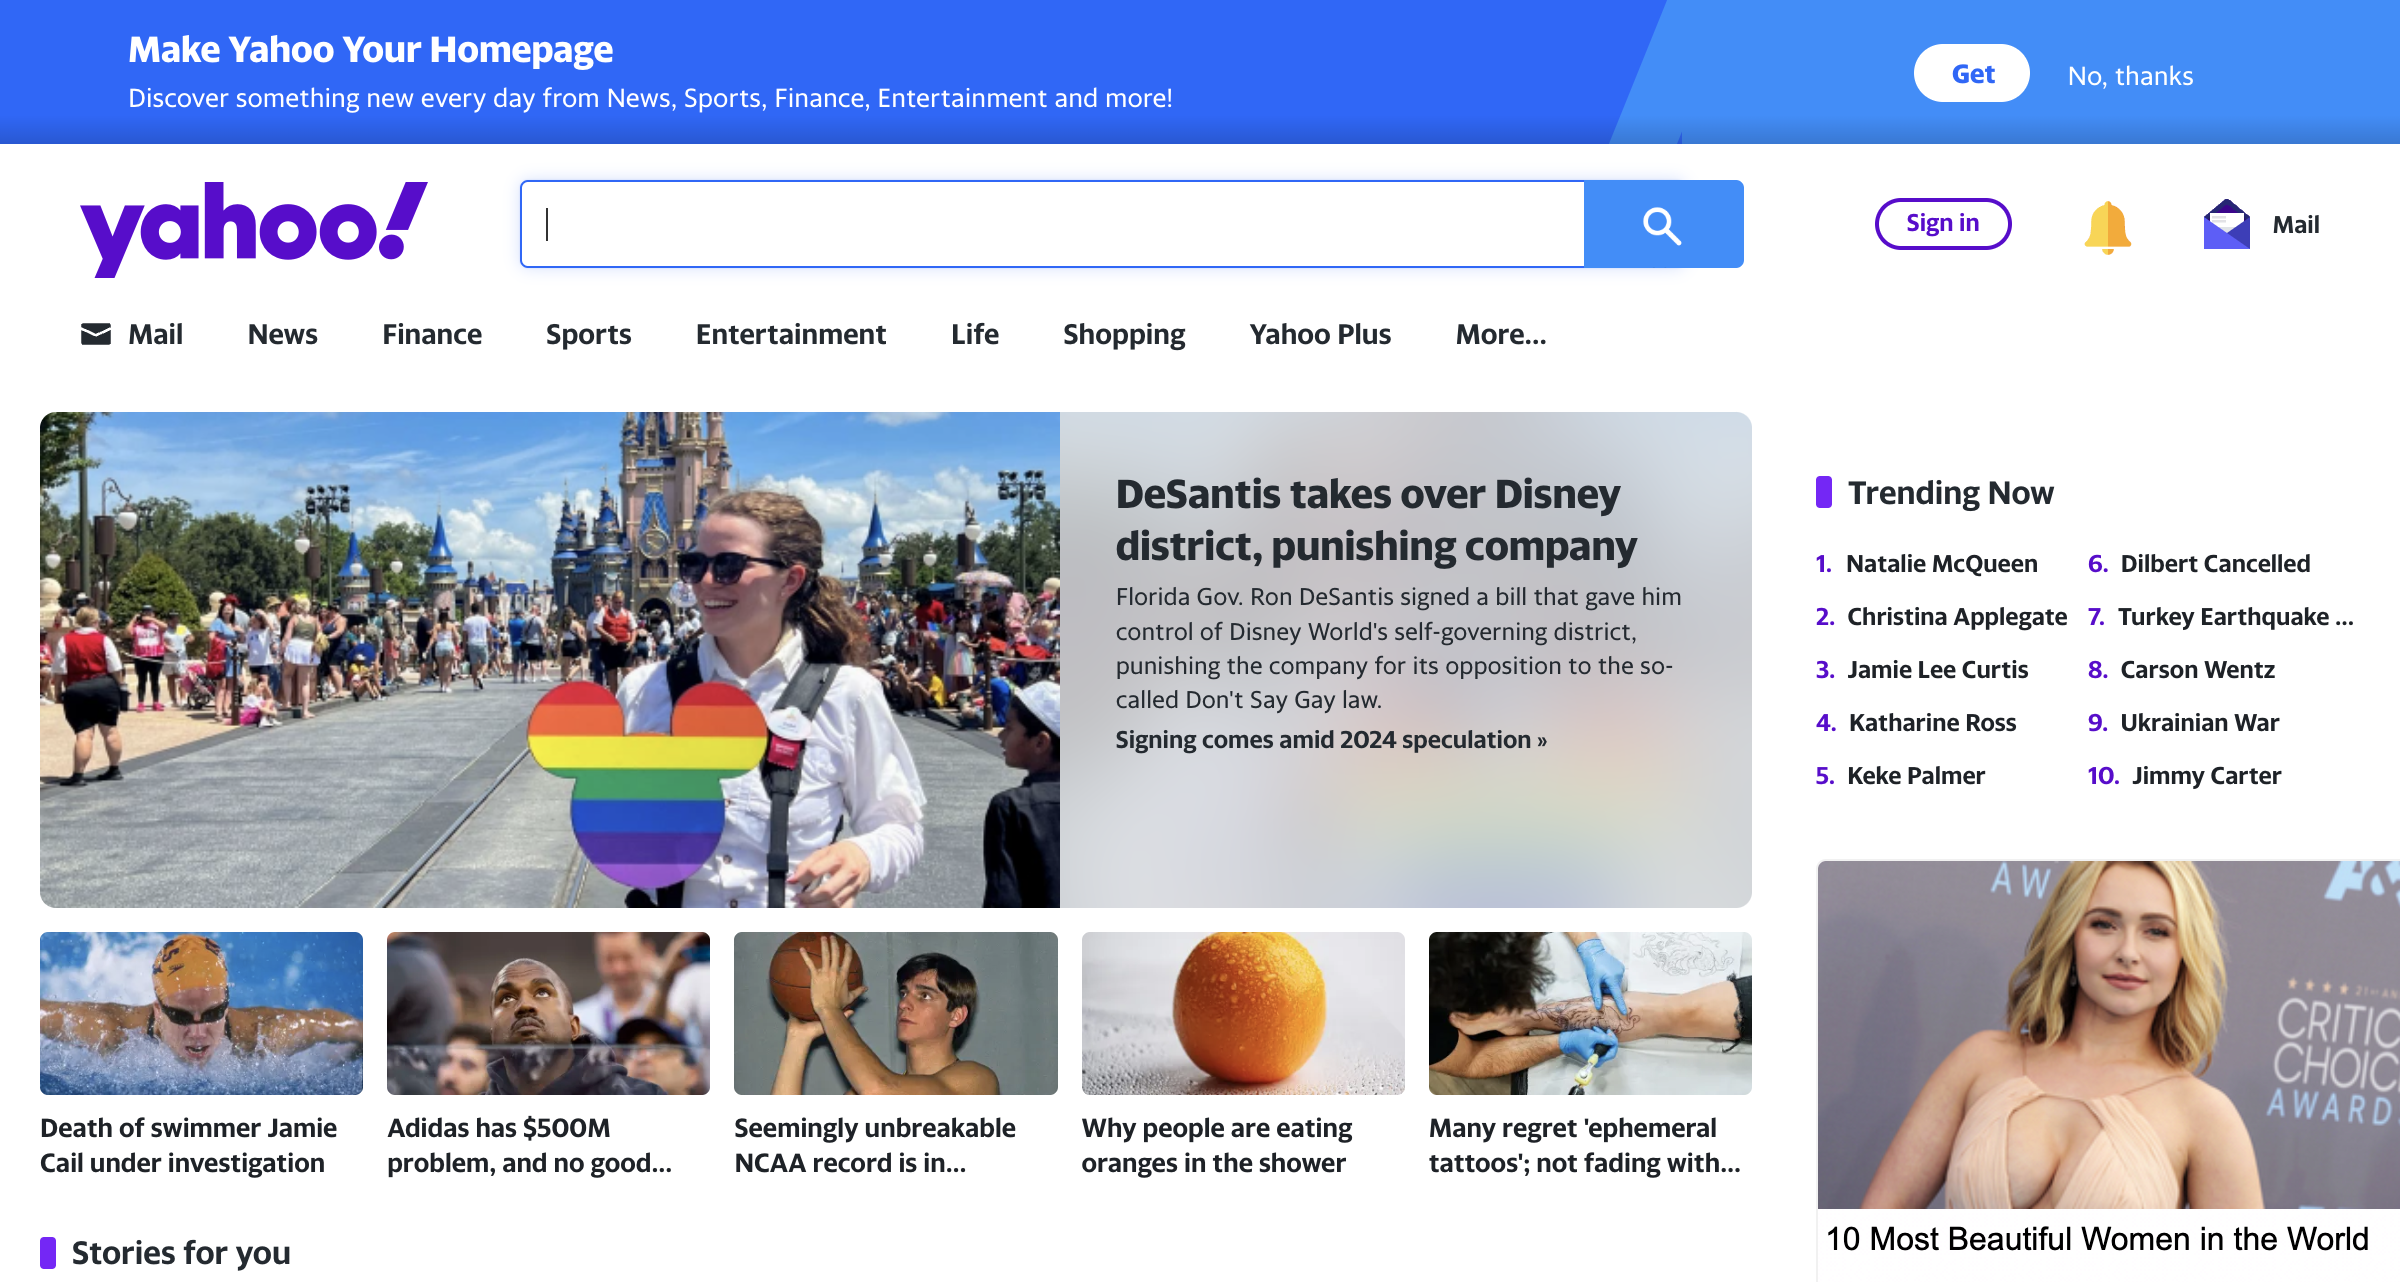 Make Yahoo Your Homepage
Discover something new every day from News, Sports, Finance, Entertainment and more!
Get
No, thanks
yahoo!
Sign in
Mail
Mail
News
Finance
Sports
Entertainment
Life
Shopping
Yahoo Plus
More...
DeSantis takes over Disney
district, punishing company
Florida Gov. Ron DeSantis signed a bill that gave him
control of Disney World's self-governing district,
punishing the company for its opposition to the so-
called Don't Say Gay law.
Signing comes amid 2024 speculation »
Death of swimmer Jamie
Cail under investigation
Adidas has $500M
problem, and no good...
Seemingly unbreakable
NCAA record is in...
Why people are eating
oranges in the shower
Many regret 'ephemeral
tattoos'; not fading with...
Stories for you
Trending Now
1. Natalie McQueen
2. Christina Applegate
3. Jamie Lee Curtis
4. Katharine Ross
5. Keke Palmer
6. Dilbert Cancelled
7. Turkey Earthquake ...
8. Carson Wentz
9. Ukrainian War
10. Jimmy Carter
AW
CRITIC
CHOIC
AWARD
10 Most Beautiful Women in the World